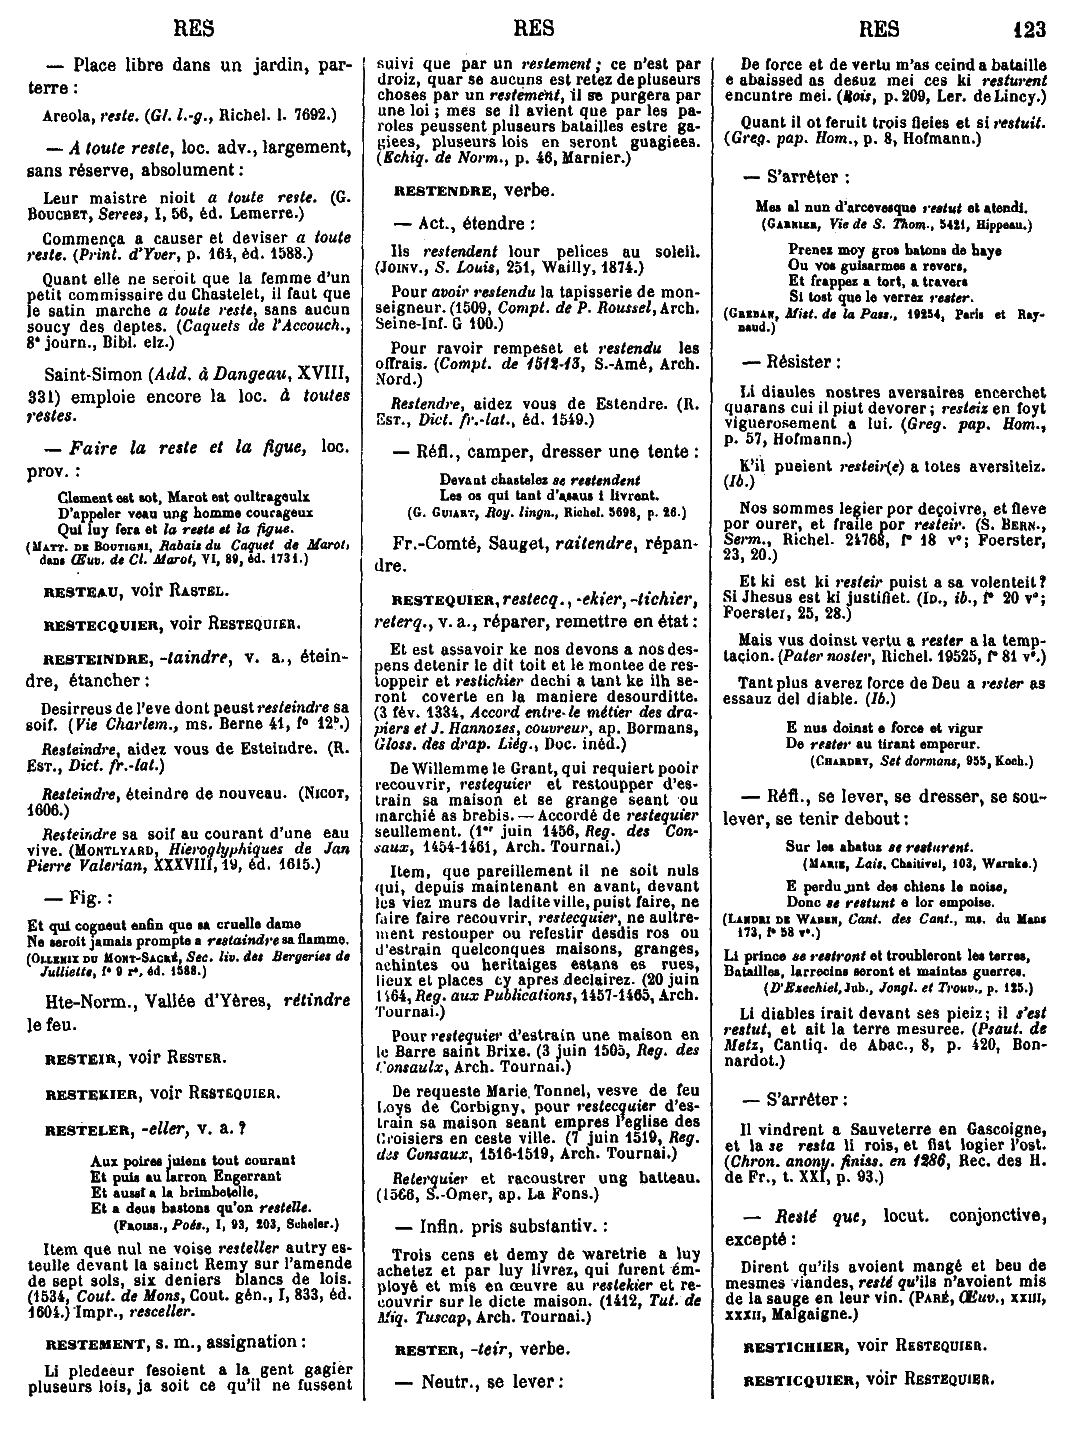 RES
RES
RES
123
— Place libre dans un jardin, par-
terre :
Areola, reste. (Gl. l.-g., Richel. l. 7692.)
— A toute reste, loc. adv., largement,
sans réserve, absolument :
Leur maistre nioit a toute reste. (G.
BOUCHET, Serees, I, 56, éd. Lemerre.)
Commença a causer et deviser a toute
reste. (Print. d'Yver, p. 164, éd. 1588.)
Quant elle ne seroit que la femme d'un
petit commissaire du Chastelet, il faut que
le satin marche a toute reste, sans aucun
soucy des deptes. (Caquets de l'Accouch.,
8e journ., Bibl. elz.)
Saint-Simon (Add. à Dangeau, XVIII,
331) emploie encore la loc. à toutes
restes.
— Faire la reste et la figue, loc.
prov. :
Clement est sot, Marot est oultrageulx
D'appeler veau ung homme courageux
Qui luy fera et la reste et la figue.
(MATT. DE BOUTIGNI, Rabais du Caquet de Marot,
dans Œuv. de Cl. Marot, VI, 89, éd. 1731.)
RESTEAU, voir RASTEL.
RESTECQUIER, voir RESTEQUIER.
RESTEINDRE, -taindre, v. a., étein-
dre, étancher :
Desirreus de l'eve dont peust resteindre sa
soif. (Vie Charlem., ms. Berne 41, f° 12b.)
Resteindre, aidez vous de Esteindre. (R.
EST., Dict. fr.-lat.)
Resteindre, éteindre de nouveau. (NICOT,
1606.)
Resteindre sa soif au courant d'une eau
vive. (MONTLYARD, Hieroglyphiques de Jan
Pierre Valerian, XXXVIII, 19, éd. 1615.)
— Fig. :
Et qui cogneut enfin que sa cruelle dame
Ne seroit jamais prompte a restaindre sa flamme.
(OLLENIX DU MONT-SACRÉ, Sec. liv. des Bergeries de
Julliette, f° 9 r°, éd. 1588.)
Hte-Norm., Vallée d'Yères, rétindre
le feu.
RESTEIR, voir RESTER.
RESTEKIER, voir RESTEQUIER.
RESTELER, -eller, v. a. ?
Aux poires juiens tout courant
Et puis au larron Engerrant
Et aussi a la brimbetelle,
Et a deus bastons qu'on restelle.
(FROISS., Poés., I, 93, 203, Scheler.)
Item que nul ne voise resteller autry es-
teulle devant la sainct Remy sur l'amende
de sept sols, six deniers blancs de lois.
(1534, Cout. de Mons, Cout. gén., I, 833, éd.
1604.) Impr., resceller.
RESTEMENT, s. m., assignation :
Li pledeeur fesoient a la gent gagier
pluseurs lois, ja soit ce qu'il ne fussent
suivi que par un restement ; ce n'est par
droiz, quar se aucuns est retez de pluseurs
choses par un restement, il se purgera par
une loi ; mes se il avient que par les pa-
roles peussent pluseurs batailles estre ga-
giees, pluseurs lois en seront guagiees.
(Echiq. de Norm., p. 46, Marnier.)
RESTENDRE, verbe.
— Act., étendre :
Ils restendent lour pelices au soleil.
(JOINV., S. Louis, 251, Wailly, 1874.)
Pour avoir restendu la tapisserie de mon-
seigneur. (1509, Compt. de P. Roussel, Arch.
Seine-Inf. G 100.)
Pour ravoir rempeset et restendu les
offrais. (Compt. de 1512-13, S.-Amé, Arch.
Nord.)
Restendre, aidez vous de Estendre. (R.
EST., Dict. fr.-lat., éd. 1549.)
— Réfl., camper, dresser une tente :
Devant chastelez se restendent
Les os qui tant d'assaus i livrent.
(G. GUIART, Roy. lingn., Richel. 5698, p. 26.)
Fr.-Comté, Sauget, raitendre, répan-
dre.
RESTEQUIER, restecq., -ekier, -tichier,
reterq., v. a., réparer, remettre en état :
Et est assavoir ke nos devons a nos des-
pens detenir le dit toit et le montee de res-
toppeir et restichier dechi a tant ke ilh se-
ront coverte en la maniere desourditte.
(3 fév. 1334, Accord entre le métier des dra-
piers et J. Hannozes, couvreur, ap. Bormans,
Gloss. des drap. Liég., Doc. inéd.)
De Willemme le Grant, qui requiert pooir
recouvrir, restequier et restoupper d'es-
train sa maison et se grange seant ou
marchié as brebis. — Accordé de restequier
seullement. (1er juin 1456, Reg. des Con-
saux, 1454-1461, Arch. Tournai.)
Item, que pareillement il ne soit nuls
qui, depuis maintenant en avant, devant
les viez murs de ladite ville, puist faire, ne
faire faire recouvrir, restecquier, ne aultre-
ment restouper ou refestir desdis ros ou
d'estrain quelconques maisons, granges,
achintes ou heritaiges estans es rues,
lieux et places cy apres declairez. (20 juin
1464, Reg. aux Publications, 1457-1465, Arch.
Tournai.)
Pour restequier d'estrain une maison en
le Barre saint Brixe. (3 juin 1505, Reg. des
Consaulx, Arch. Tournai.)
De requeste Marie Tonnel, vesve de feu
Loys de Corbigny, pour restecquier d'es-
train sa maison seant empres l'eglise des
Croisiers en ceste ville. (7 juin 1519, Reg.
des Consaux, 1516-1519, Arch. Tournai.)
Reterquier et racoustrer ung batteau.
(1566, S.-Omer, ap. La Fons.)
— Infin. pris substantiv. :
Trois cens et demy de waretrie a luy
achetez et par luy livrez, qui furent em-
ployé et mis en œuvre au restekier et re-
couvrir sur le dicte maison. (1412, Tut. de
Miq. Tuscap, Arch. Tournai.)
RESTER, -teir, verbe.
— Neutr., se lever :
De force et de vertu m'as ceind a bataille
e abaissed as desuz mei ces ki resturent
encuntre mei. (Rois, p. 209, Ler. de Lincy.)
Quant il ot feruit trois fieies et si restuit.
(Greg. pap. Hom., p. 8, Hofmann.)
— S'arrêter :
Mes al nun d'arcevesque restut et atendi.
(GARNIER, Vie de S. Thom., 5421, Hippeau.)
Prenez moy gros batons de haye
Ou vos guisarmes a revers,
Et frappez a tort, a travers
Si tost que le verrez rester.
(GREBAN, Mist. de la Pass., 19254, Paris et Ray-
naud.)
— Résister :
Li diaules nostres aversaires encerchet
quarans cui il piut devorer ; resteiz en foyt
viguerosement a lui. (Greg. pap. Hom.,
p. 57, Hofmann.)
K'il pueient resteir(e) a totes aversiteiz.
(Ib.)
Nos sommes legior por deçoivre, et fleve
por ourer, et fraile por resteir. (S. BERN.,
Serm., Richel. 24768, f° 18 v° ; Foerster,
23, 20.)
Et ki est ki resteir puist a sa volenteit ?
Si Jhesus est ki justifiet. (ID., ib., f° 20 v° ;
Foerster, 25, 28.)
Mais vus doinst vertu a rester a la temp-
tacion. (Pater noster, Richel. 19525, f° 81 v°.)
Tant plus averez force de Deu a rester as
essauz del diable. (Ib.)
E nus doinst e force et vigur
De rester au tirant emperur.
(CHARDRY, Set dormans, 955, Koch.)
— Réfl., se lever, se dresser, se sou-
lever, se tenir debout :
Sur les abatuz se resturent.
(MARIE, Lais, Chaitivel, 103, Warnke.)
E perdu unt des chiens la noise,
Donc se restunt e lor empoise.
(LANDRI DE WABEN, Cant. des Cant., ms. du Mans
173, f° 58 v°.)
Li prince se restront et troubleront les terres,
Batailles, larrecins seront et maintes guerres.
(D'Ezechiel, Jub., Jongl. et Trouv., p. 125.)
Li diables irait devant ses pieiz ; il s'est
restut, et ait la terre mesuree. (Psaut. de
Metz, Cantiq. de Abac., 8, p. 420, Bon-
nardot.)
— S'arrêter :
Il vindrent a Sauveterre en Gascoigne,
et la se resta li rois, et fist logier l'ost.
(Chron. anony. finiss. en 1286, Rec. des H.
de Fr., t. XXI, p. 93.)
— Resté que, locut. conjonctive,
excepté :
Dirent qu'ils avoient mangé et beu de
mesmes viandes, resté qu'ils n'avoient mis
de la sauge en leur vin. (PARÉ, Œuv., XXIII,
XXXII, Malgaigne.)
RESTICHIER, voir RESTEQUIER.
RESTICQUIER, voir RESTEQUIER.